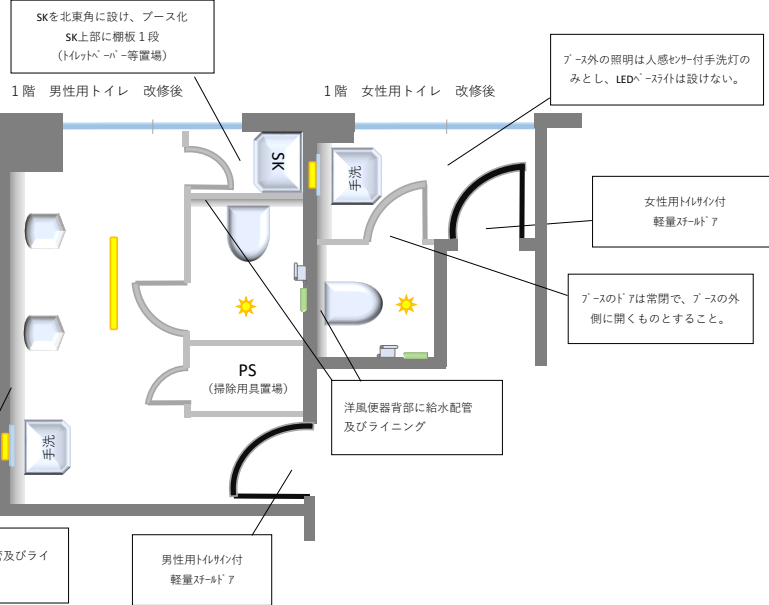 SKを北東角に設け、ブース化
SK上部に棚板1段
(ﾄｲﾚｯﾄﾍﾟｰﾊﾟｰ等置場)
ﾌﾞｰｽ外の照明は人感ｾﾝｻｰ付手洗灯の
みとし、LEDﾍﾞｰｽﾗｲﾄは設けない。
1階　男性用トイレ　改修後
1階　女性用トイレ　改修後
SK
手洗
女性用ﾄｲﾚｻｲﾝ付
軽量ｽﾁｰﾙﾄﾞｱ
ﾌﾞｰｽのﾄﾞｱは常閉で、ﾌﾞｰｽの外
側に開くものとすること。
PS
(掃除用具置場)
洋風便器背部に給水配管
及びライニング
手洗
管及びライ
男性用ﾄｲﾚｻｲﾝ付
軽量ｽﾁｰﾙﾄﾞｱ